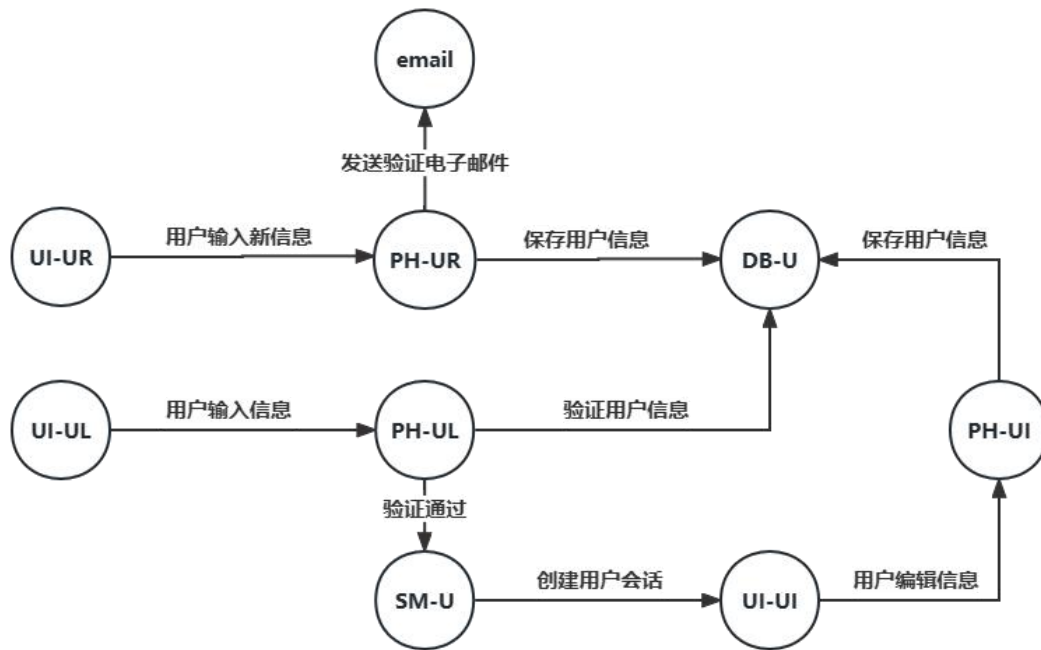 email
发送验证电子邮件
UI-UR
用户输入新信息
PH-UR
保存用户信息
DB-U
保存用户信息
UI-UL
用户输入信息
PH-UL
验证用户信息
PH-UI
验证通过
SM-U
创建用户会话
UI-UI
用户编辑信息